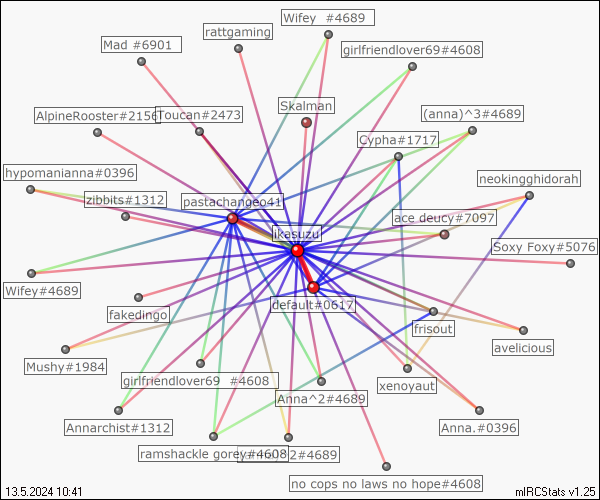 Wifey  #4689
rattgaming
Mad #6901
girlfriendlover69#4608
Skalman
AlpineRooster#2156
Toucan#2473
(anna)^3#4689
Cypha#1717
hypomanianna#0396
neokingghidorah
zibbits#1312
pastachangeo41
ace deucy#7097
ikasuzu
Soxy Foxy#5076
Wifey#4689
default#0617
fakedingo
frisout
avelicious
Mushy#1984
girlfriendlover69  #4608
xenoyaut
Anna^2#4689
Annarchist#1312
Anna.#0396
ramshackle gorey#4608
2#4689
no cops no laws no hope#4608
13.5.2024 10:41
mIRCStats v1.25